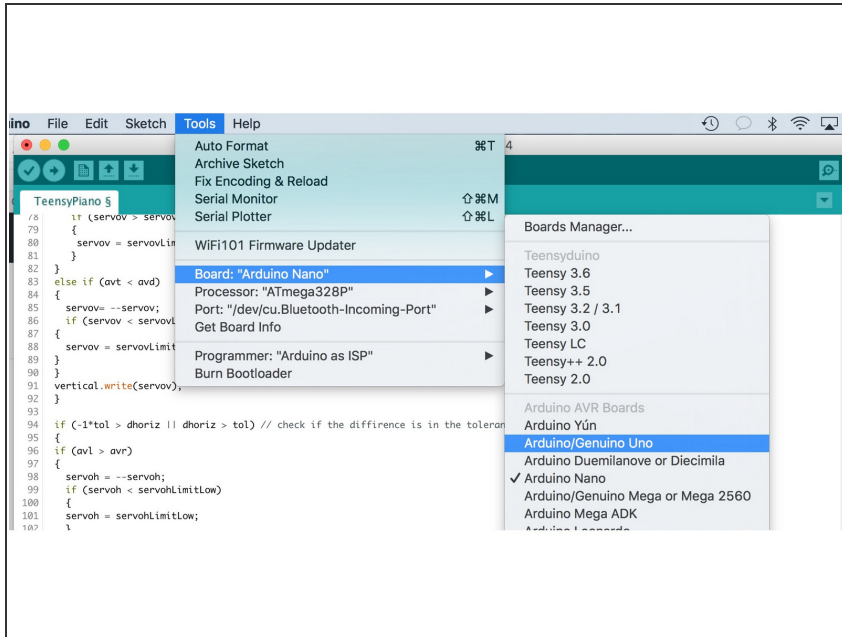 ino File Edit Sketch Tools Help
4
TeensyPiano §
Auto Format ⌘T
Archive Sketch
Fix Encoding & Reload
Serial Monitor ⇧⌘M
Serial Plotter ⇧⌘L
WiFi101 Firmware Updater
Board: "Arduino Nano" ▶
Processor: "ATmega328P" ▶
Port: "/dev/cu.Bluetooth-Incoming-Port" ▶
Get Board Info
Programmer: "Arduino as ISP" ▶
Burn Bootloader
Boards Manager...
Teensyduino
Teensy 3.6
Teensy 3.5
Teensy 3.2 / 3.1
Teensy 3.0
Teensy LC
Teensy++ 2.0
Teensy 2.0
Arduino AVR Boards
Arduino Yún
Arduino/Genuino Uno
Arduino Duemilanove or Diecimila
✓ Arduino Nano
Arduino/Genuino Mega or Mega 2560
Arduino Mega ADK
Arduino Leonardo
78 if (servov > servov
79 {
80 servov = servovLim
81 }
82 }
83 else if (avt < avd)
84 {
85 servov= --servov;
86 if (servov < servovL
87 {
88 servov = servovLimit
89 }
90 }
91 vertical.write(servov);
92 }
93
94 if (-1*tol > dhoriz || dhoriz > tol) // check if the diffirence is in the toleran
95 {
96 if (avl > avr)
97 {
98 servoh = --servoh;
99 if (servoh < servohLimitLow)
100 {
101 servoh = servohLimitLow;
102 }